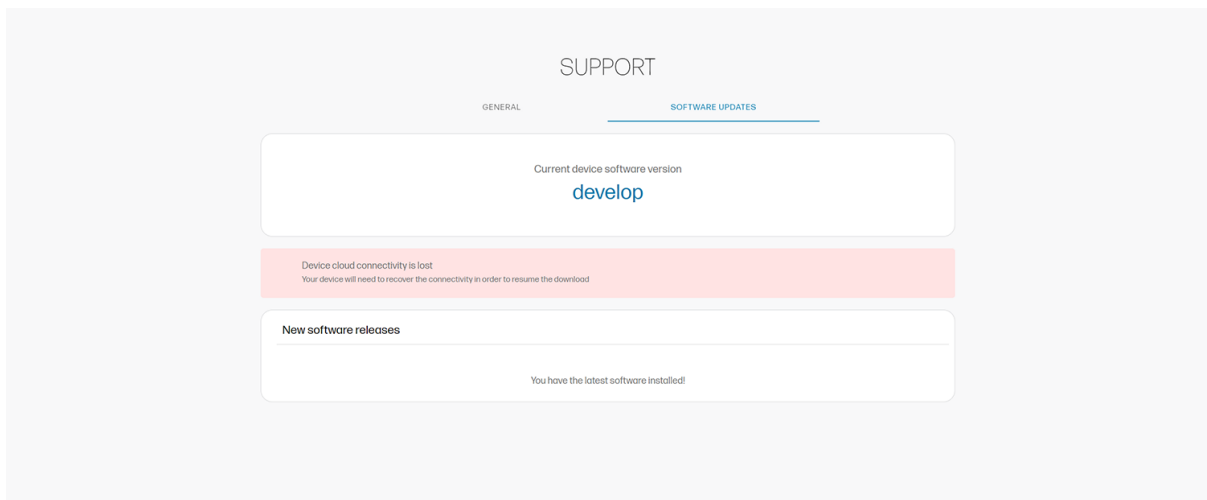 SUPPORT
GENERAL
SOFTWARE UPDATES
Current device software version
develop
Device cloud connectivity is lost
Your device will need to recover the connectivity in order to resume the download
New software releases
You have the latest software installed!